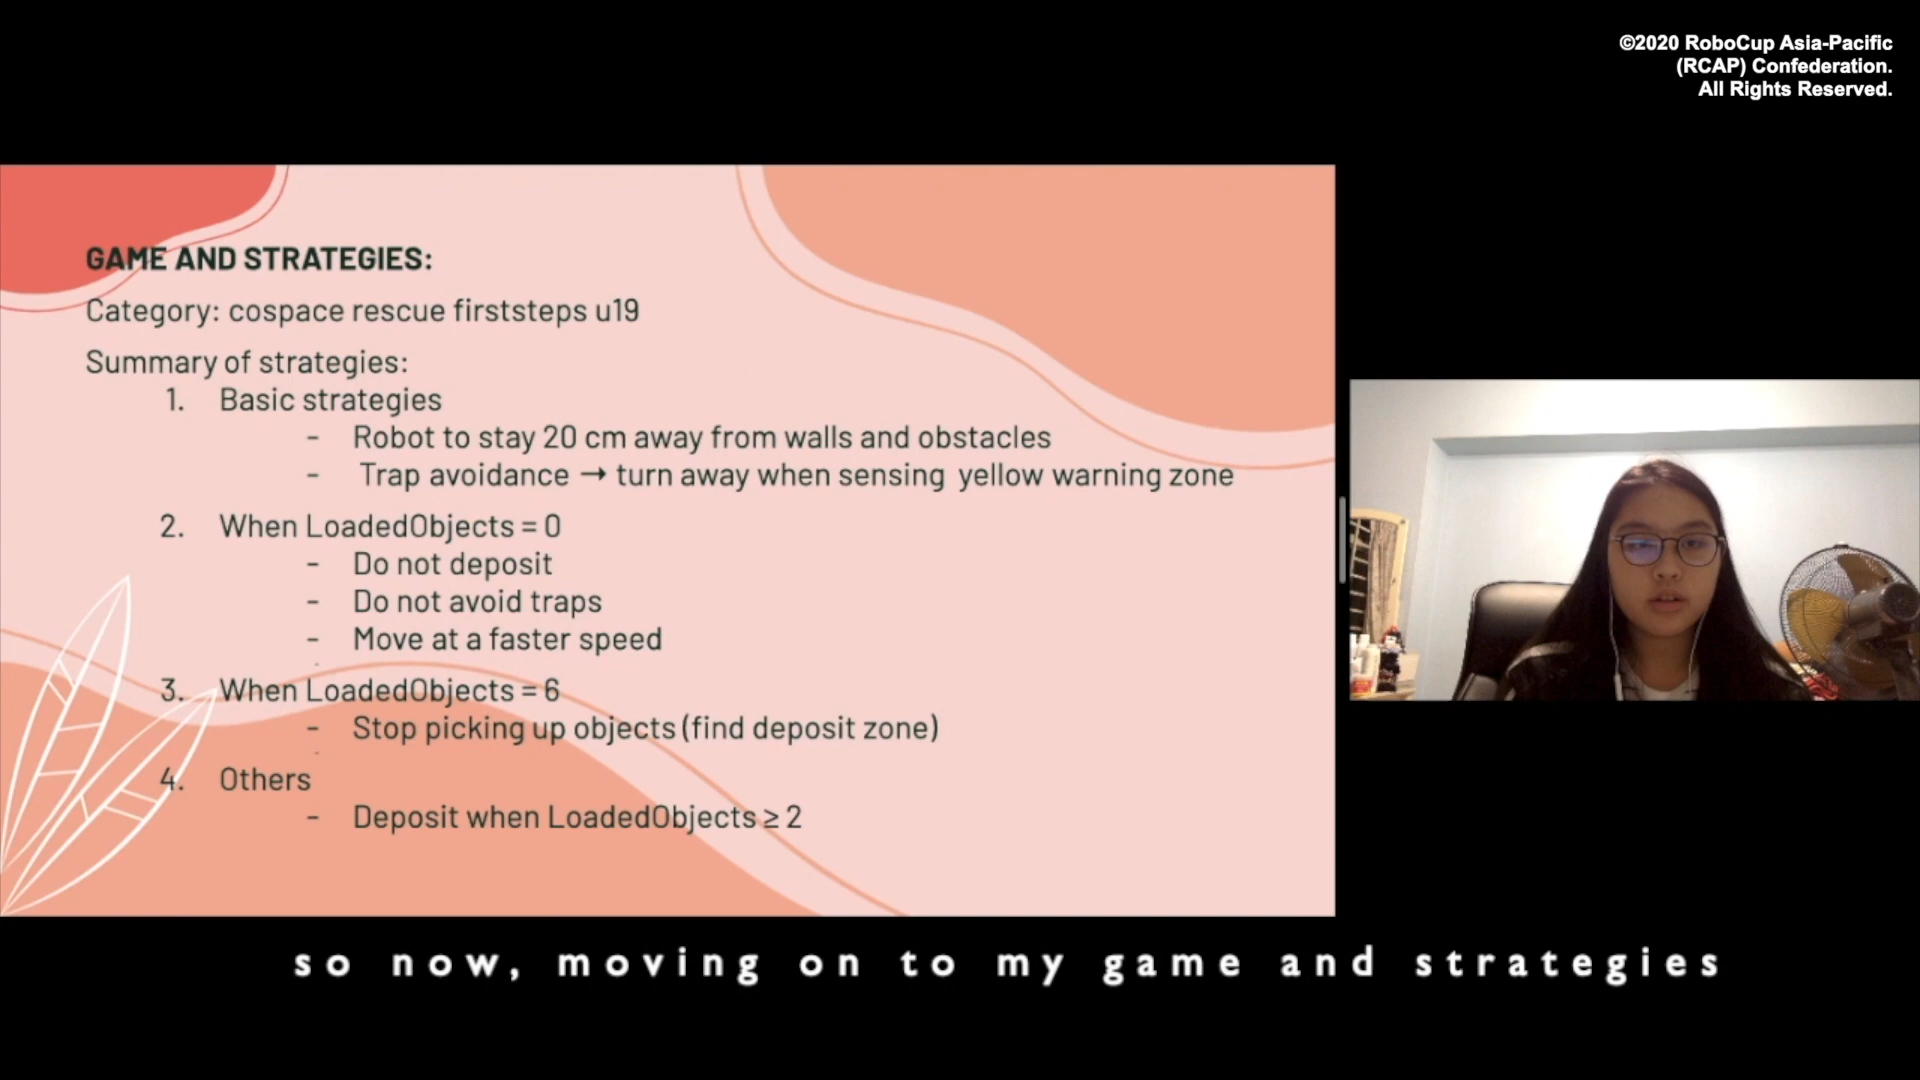 ©2020 RoboCup Asia-Pacific
(RCAP) Confederation.
All Rights Reserved.
GAME AND STRATEGIES:
Category: cospace rescue firststeps u19
Summary of strategies:
1. Basic strategies
- Robot to stay 20 cm away from walls and obstacles
- Trap avoidance → turn away when sensing yellow warning zone
2. When LoadedObjects = 0
- Do not deposit
- Do not avoid traps
- Move at a faster speed
3. When LoadedObjects = 6
- Stop picking up objects (find deposit zone)
4. Others
- Deposit when LoadedObjects ≥ 2
so now, moving on to my game and strategies